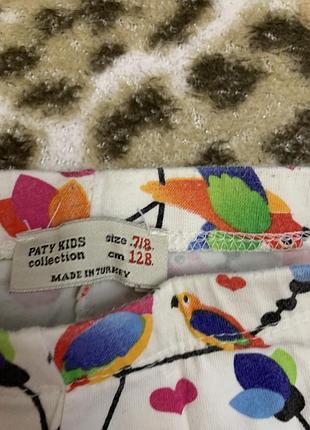 PATY KIDS size .7/8.
collection cm 128.
MADE IN TURKEY